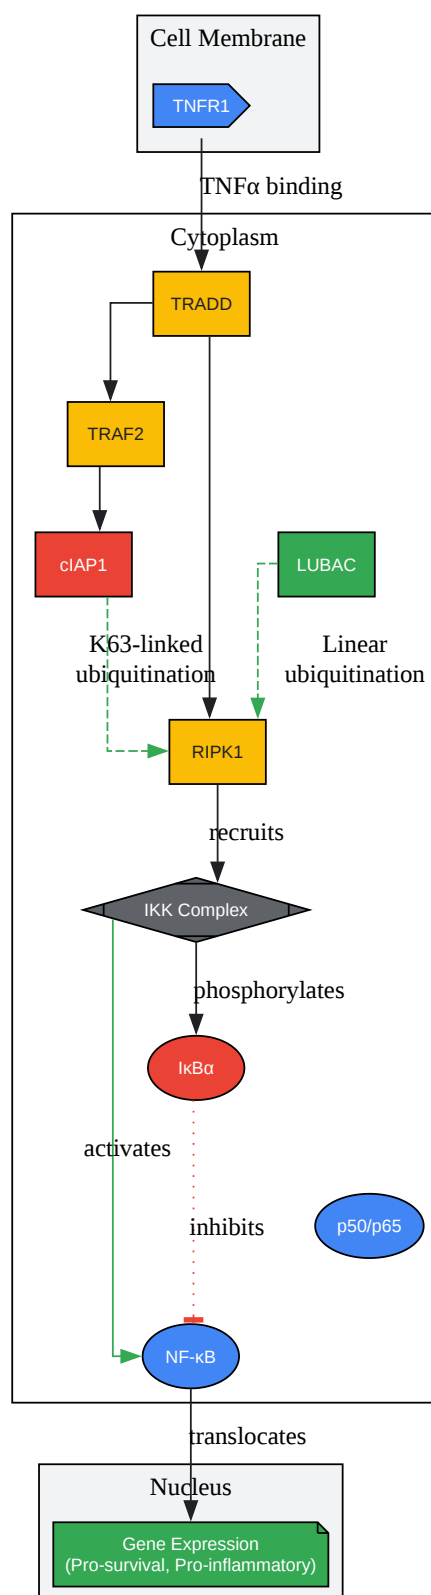 Cell Membrane
TNFR1
TNFα binding
Cytoplasm
TRADD
TRAF2
cIAP1
LUBAC
K63-linked
ubiquitination
Linear
ubiquitination
RIPK1
recruits
IKK Complex
phosphorylates
IκBα
activates
inhibits
p50/p65
NF-κB
translocates
Nucleus
Gene Expression
(Pro-survival, Pro-inflammatory)